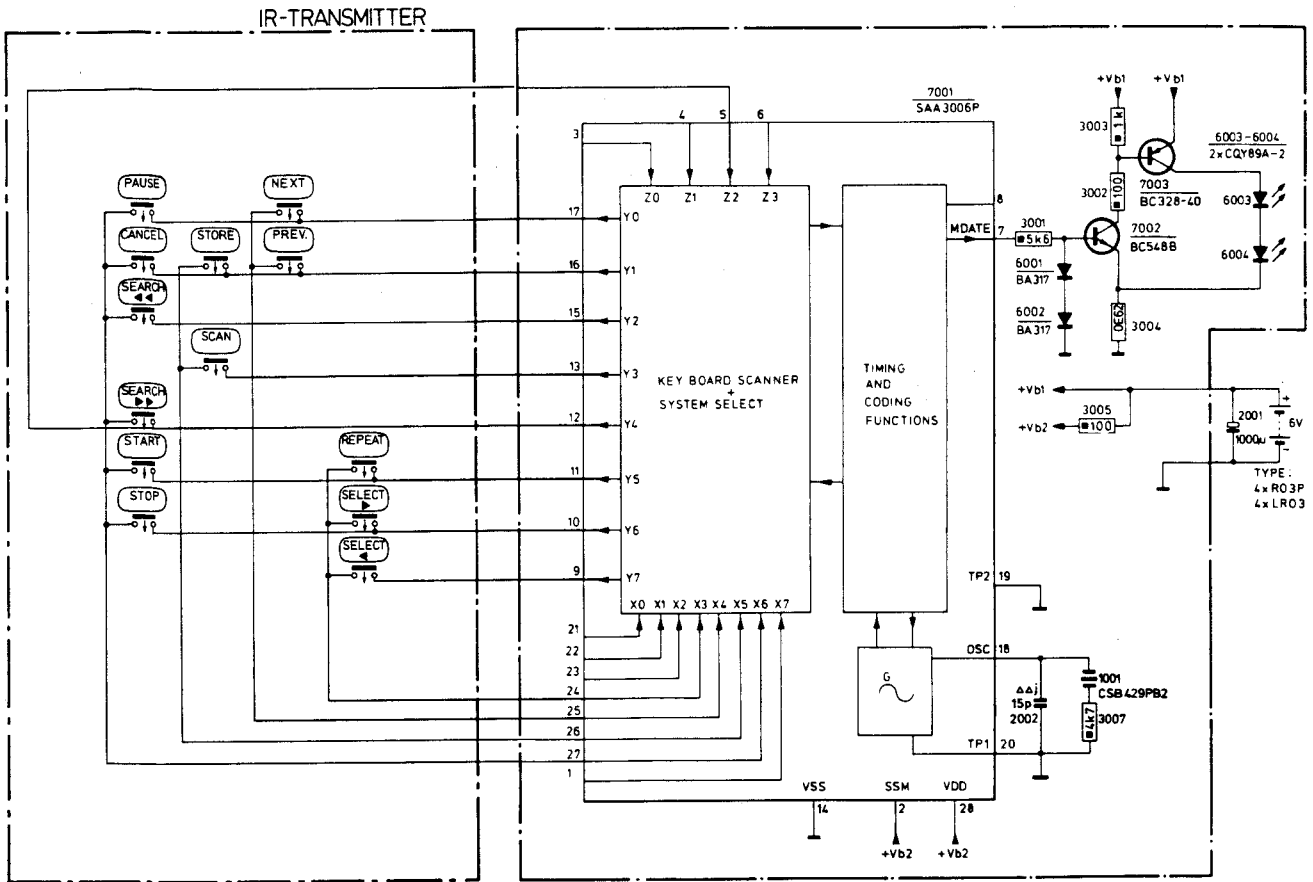 IR-TRANSMITTER
7001
SAA3006P
+Vb1 +Vb1
3003 1k
6003-6004
2xCQY89A-2
3002 100
7003
BC328-40
6003
6004
7002
BC548B
3001
5k6
6001
BA317
6002
BA317
0E62 3004
3 4 5 6
Z0 Z1 Z2 Z3
PAUSE
NEXT
17 Y0
CANCEL
STORE
PREV.
16 Y1
SEARCH
15 Y2
SCAN
13 Y3
SEARCH
12 Y4
START
REPEAT
11 Y5
STOP
SELECT
10 Y6
SELECT
9 Y7
KEY BOARD SCANNER
+
SYSTEM SELECT
TIMING
AND
CODING
FUNCTIONS
8
MDATE 7
+Vb1
+Vb2
3005
100
2001
1000µ
+
6V
-
TYPE:
4xR03P
4xLR03
X0 X1 X2 X3 X4 X5 X6 X7
21
22
23
24
25
26
27
1
TP2 19
OSC 18
G
TP1 20
ΔΔj
15p
2002
1001
CSB429PB2
4k7 3007
VSS SSM VDD
14 2 28
+Vb2 +Vb2